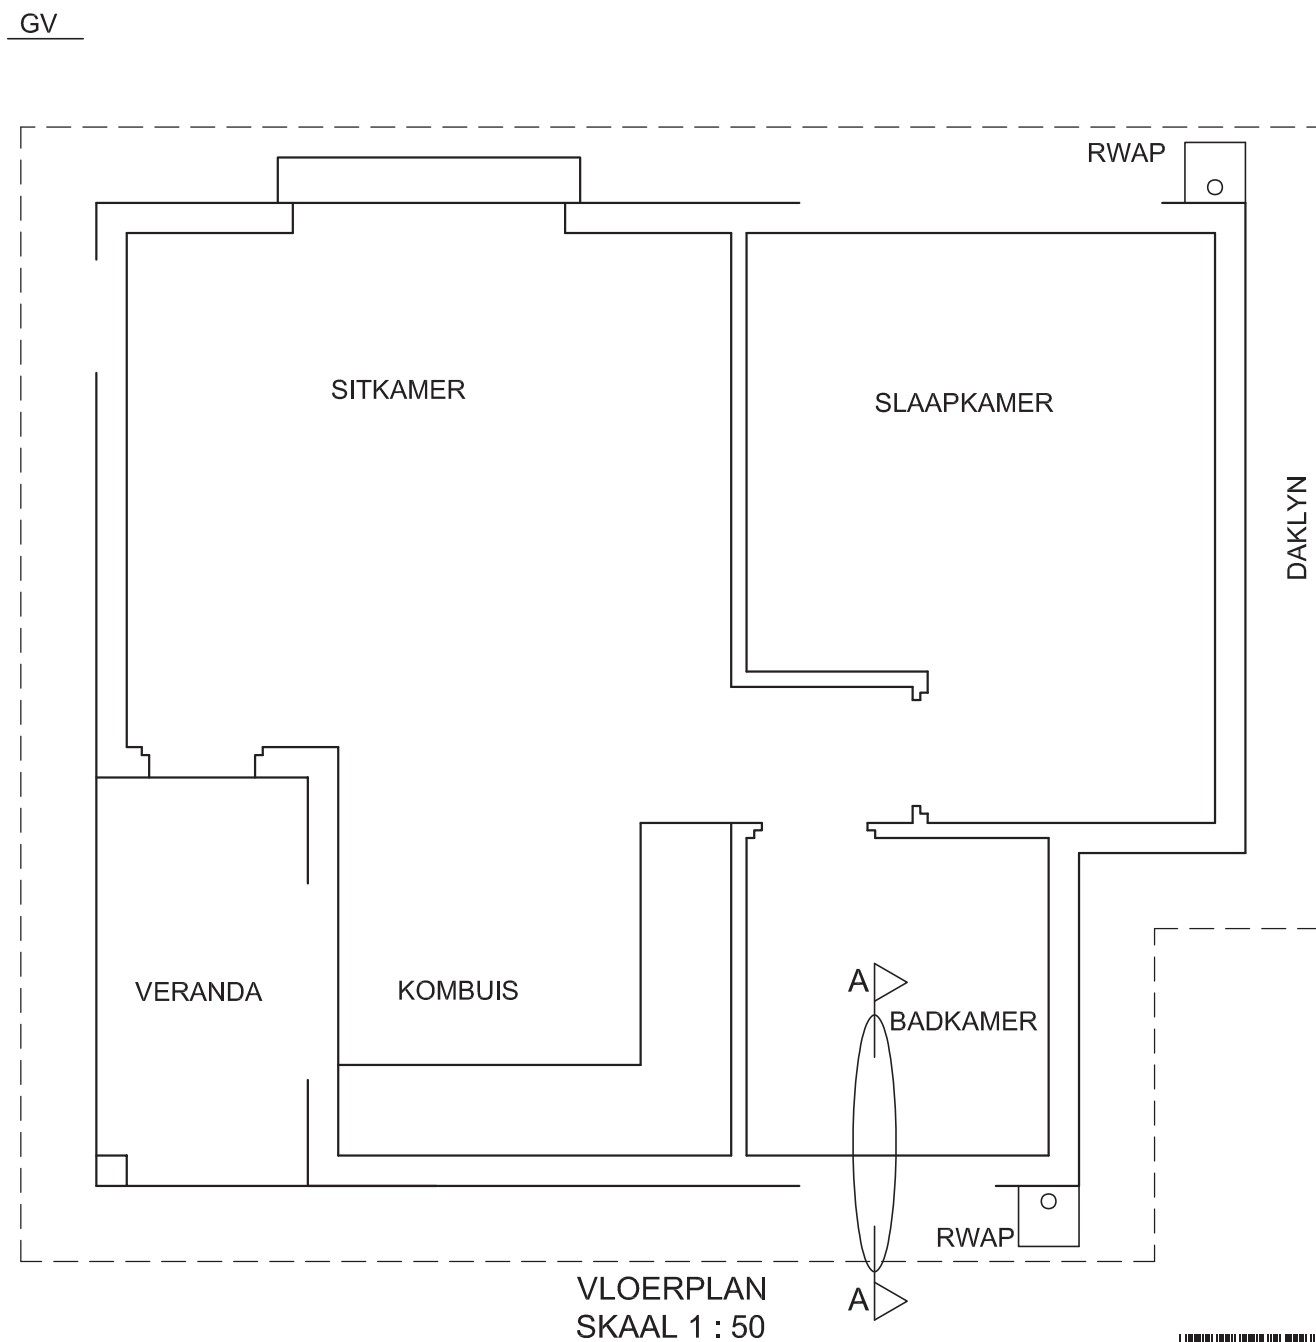 GV
RWAP
SITKAMER
SLAAPKAMER
DAKLYN
VERANDA
KOMBUIS
A
BADKAMER
RWAP
A
VLOERPLAN
SKAAL 1 : 50